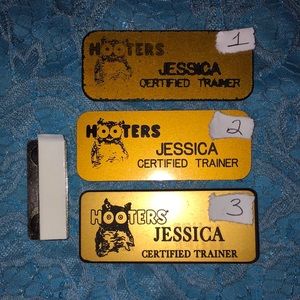 HOOTERS
1
JESSICA
CERTIFIED TRAINER
HOOTERS
2
JESSICA
CERTIFIED TRAINER
HOOTERS
3
JESSICA
CERTIFIED TRAINER